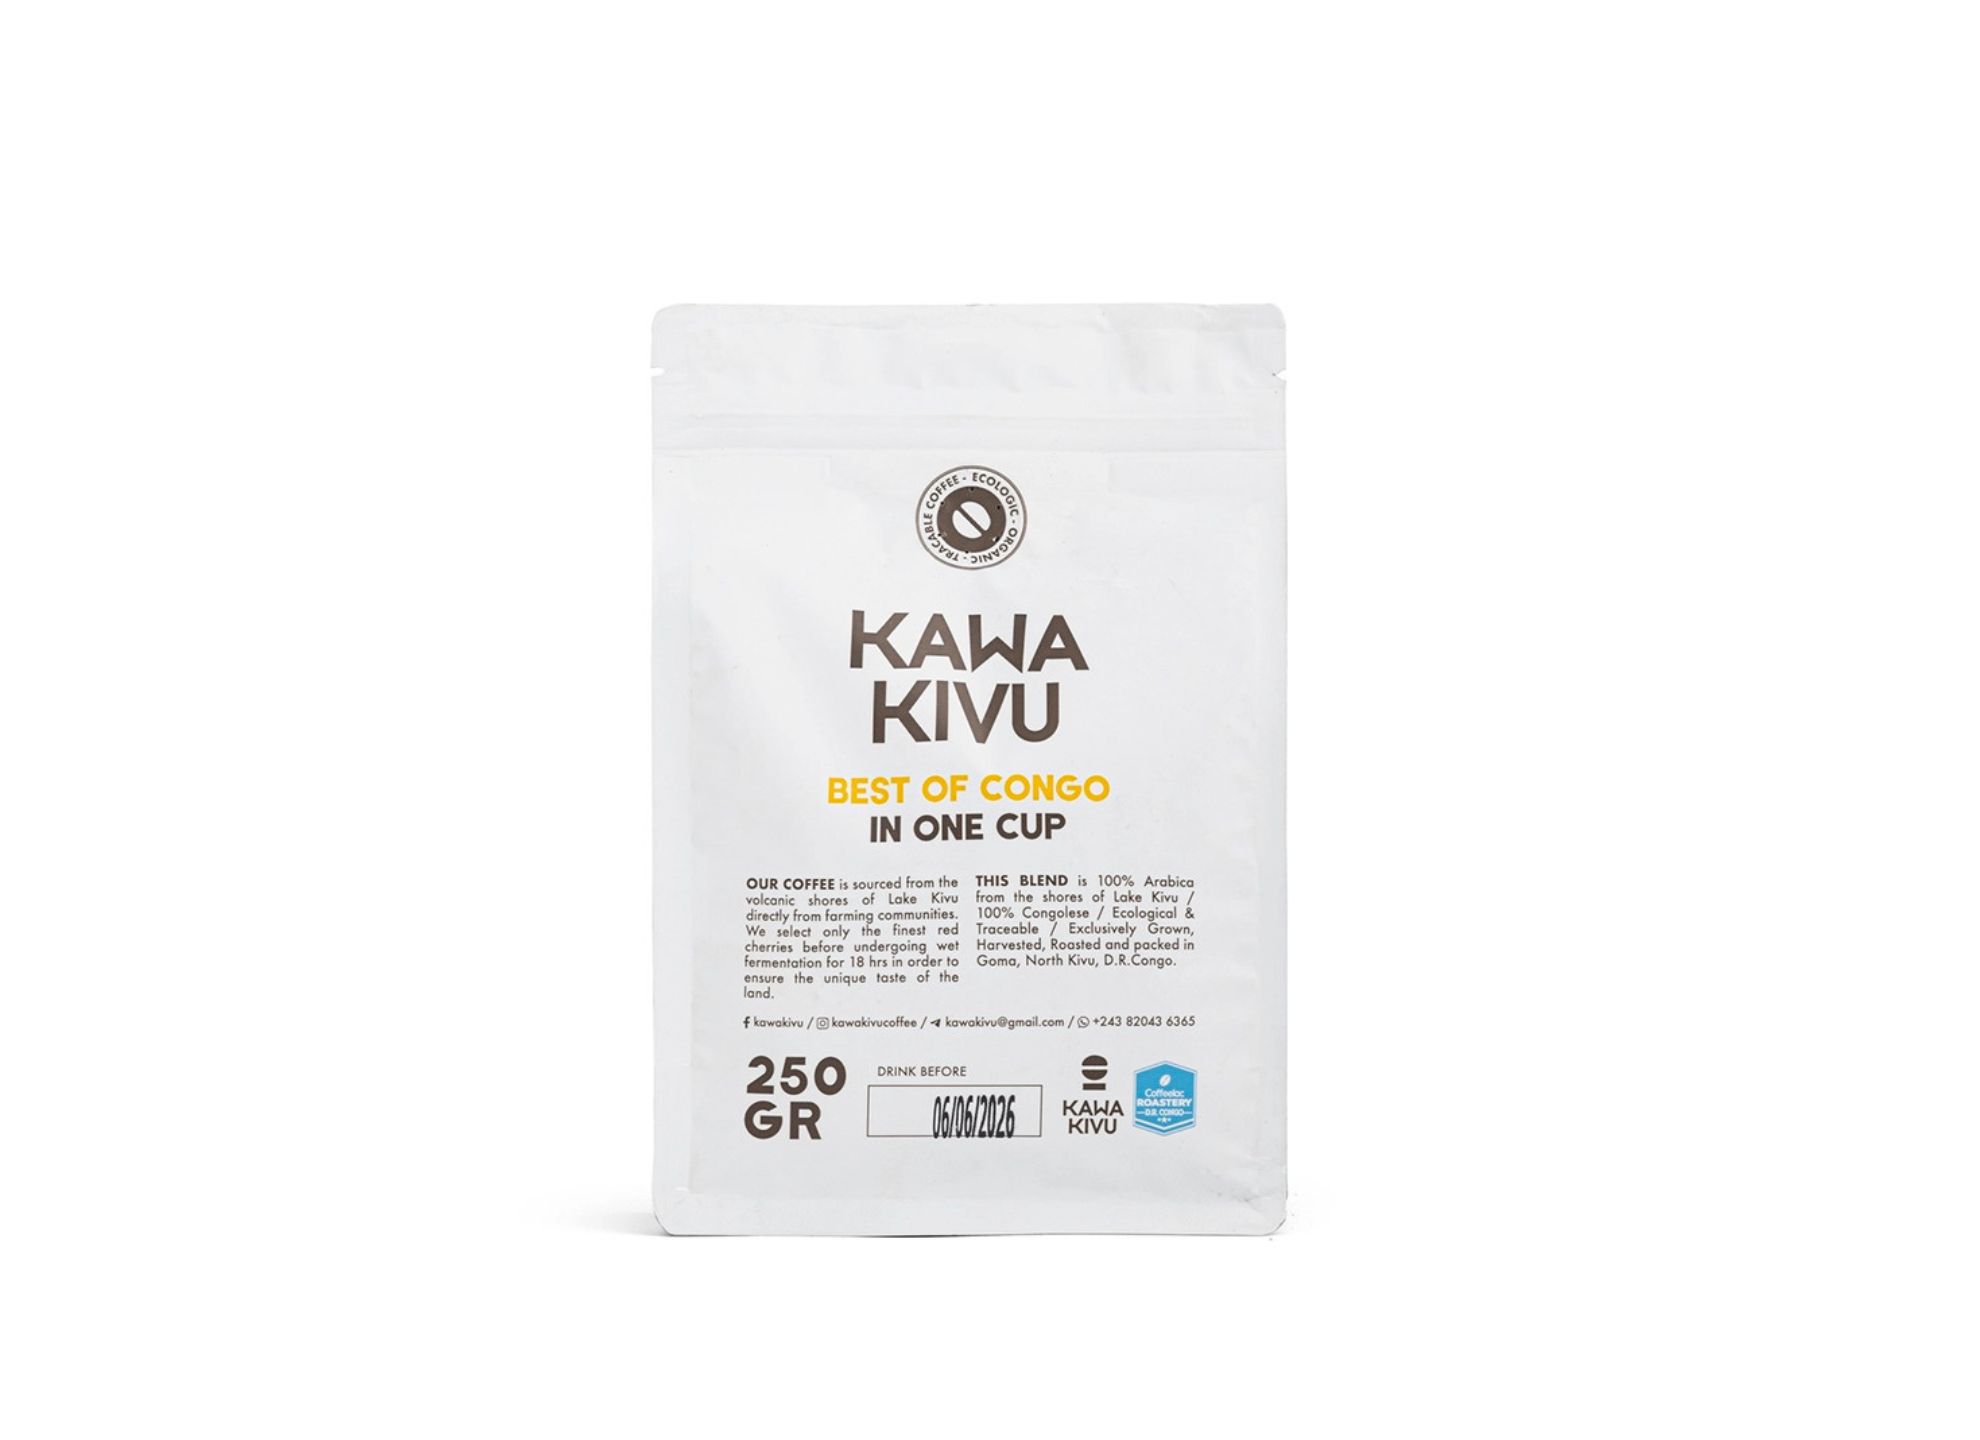 TRACABLE COFFEE - ECOLOGIC - ORGANIC -
KAWA
KIVU
BEST OF CONGO
IN ONE CUP
OUR COFFEE is sourced from the
volcanic shores of Lake Kivu
directly from farming communities.
We select only the finest red
cherries before undergoing wet
fermentation for 18 hrs in order to
ensure the unique taste of the
land.
THIS BLEND is 100% Arabica
from the shores of Lake Kivu /
100% Congolese / Ecological &
Traceable / Exclusively Grown,
Harvested, Roasted and packed in
Goma, North Kivu, D.R.Congo.
kawakivu / kawakivucoffee / kawakivu@gmail.com / +243 82043 6365
250
GR
DRINK BEFORE
06/06/2026
KAWA
KIVU
Coffeelac
ROASTERY
D.R. CONGO